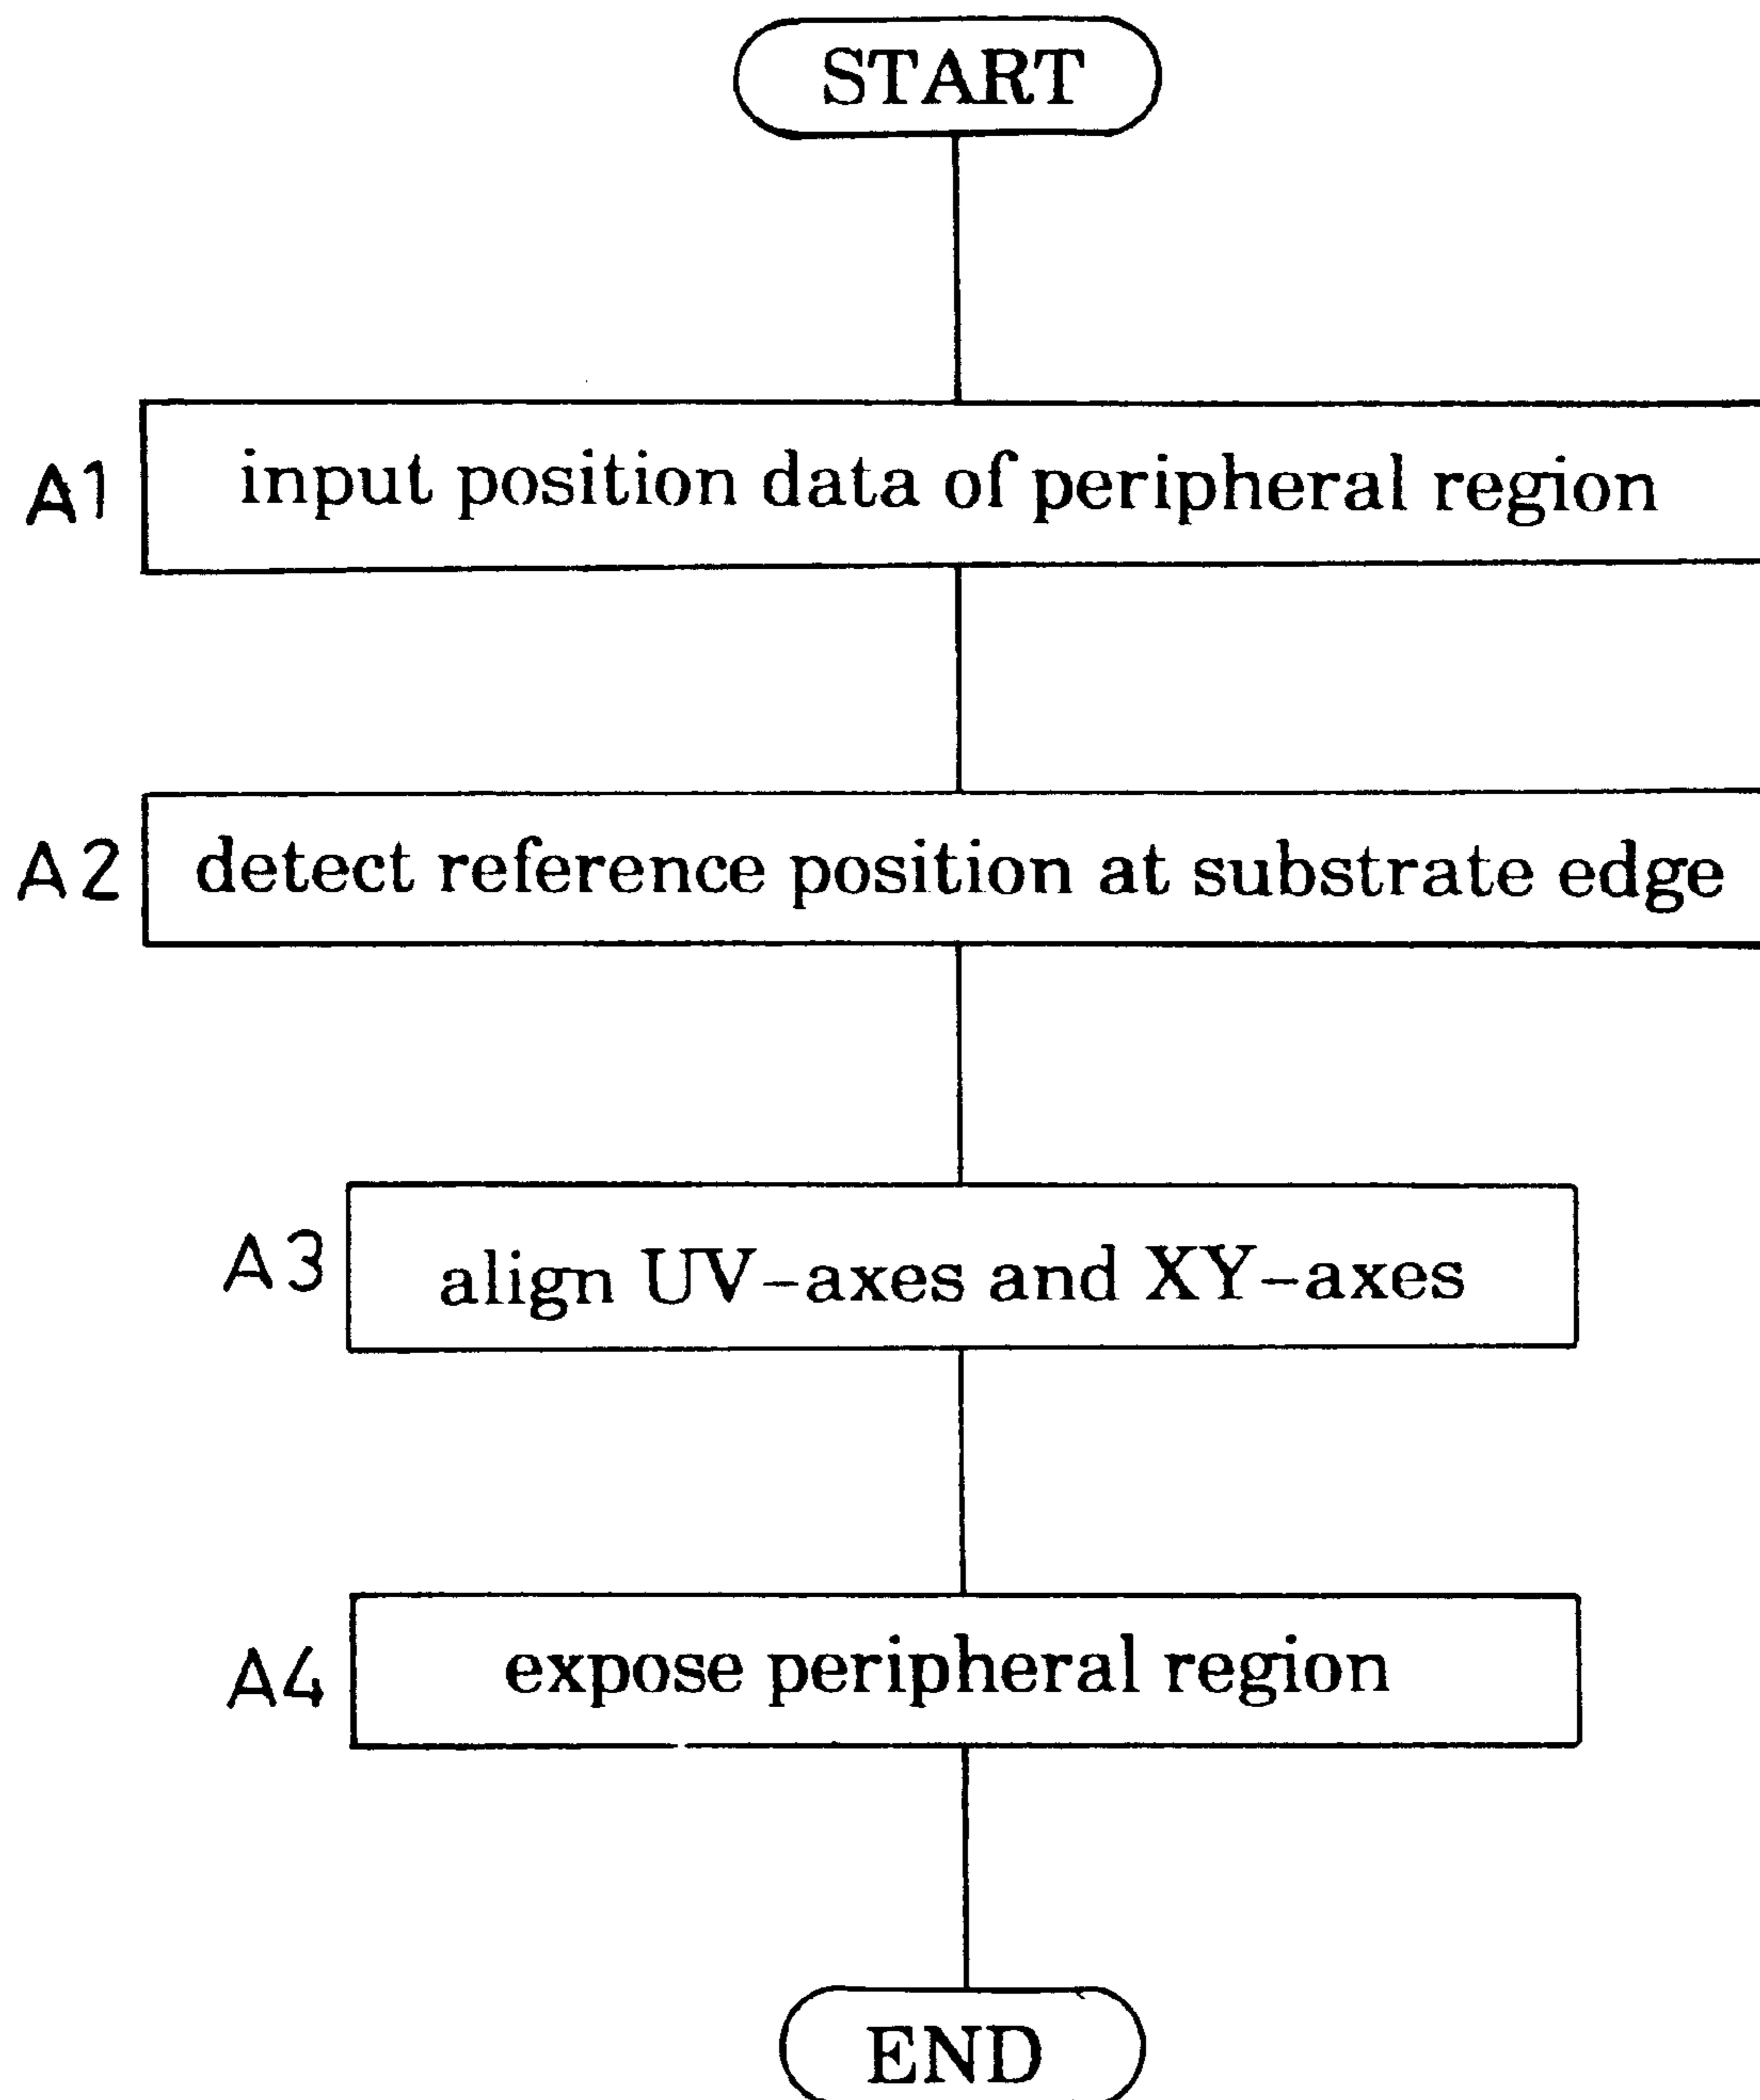 START
A1 input position data of peripheral region
A2 detect reference position at substrate edge
A3 align UV-axes and XY-axes
A4 expose peripheral region
END